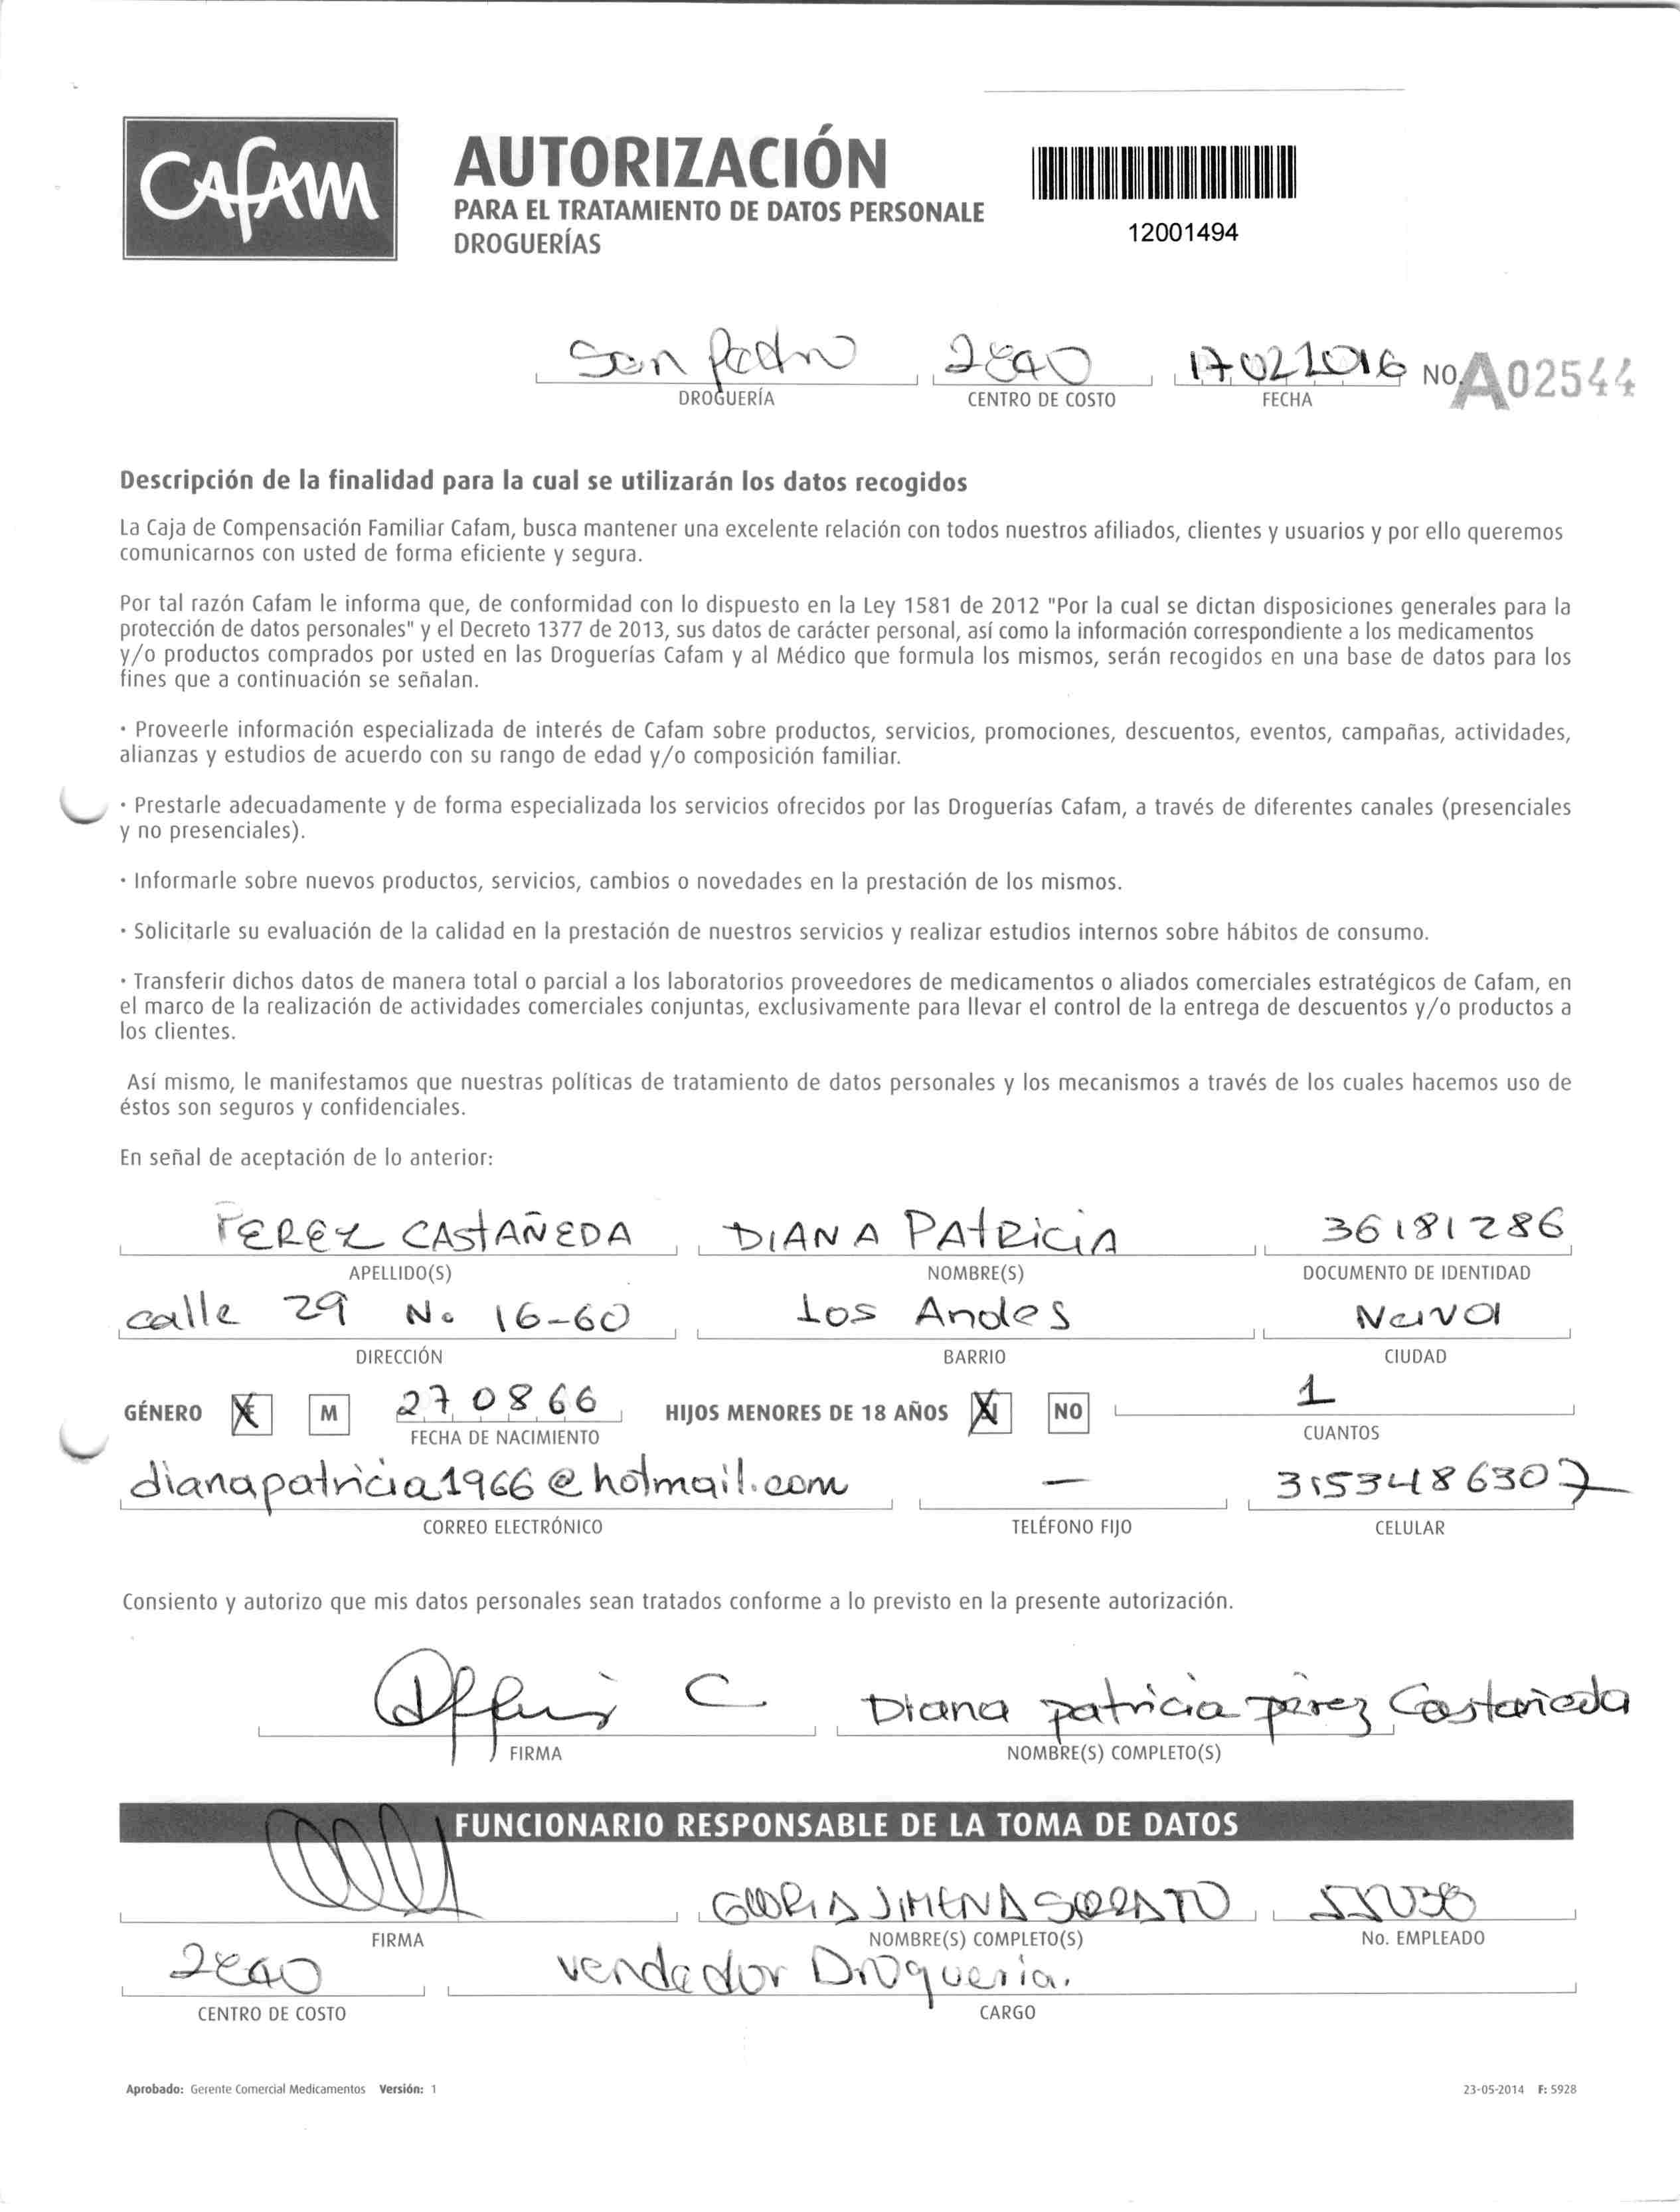 CAFAM
AUTORIZACIÓN
PARA EL TRATAMIENTO DE DATOS PERSONALE
DROGUERÍAS
12001494
San Pedro 2840 17022016 NO. A02544
DROGUERÍA CENTRO DE COSTO FECHA
Descripción de la finalidad para la cual se utilizarán los datos recogidos
La Caja de Compensación Familiar Cafam, busca mantener una excelente relación con todos nuestros afiliados, clientes y usuarios y por ello queremos
comunicarnos con usted de forma eficiente y segura.
Por tal razón Cafam le informa que, de conformidad con lo dispuesto en la Ley 1581 de 2012 "Por la cual se dictan disposiciones generales para la
protección de datos personales" y el Decreto 1377 de 2013, sus datos de carácter personal, así como la información correspondiente a los medicamentos
y/o productos comprados por usted en las Droguerías Cafam y al Médico que formula los mismos, serán recogidos en una base de datos para los
fines que a continuación se señalan.
· Proveerle información especializada de interés de Cafam sobre productos, servicios, promociones, descuentos, eventos, campañas, actividades,
alianzas y estudios de acuerdo con su rango de edad y/o composición familiar.
· Prestarle adecuadamente y de forma especializada los servicios ofrecidos por las Droguerías Cafam, a través de diferentes canales (presenciales
y no presenciales).
· Informarle sobre nuevos productos, servicios, cambios o novedades en la prestación de los mismos.
· Solicitarle su evaluación de la calidad en la prestación de nuestros servicios y realizar estudios internos sobre hábitos de consumo.
· Transferir dichos datos de manera total o parcial a los laboratorios proveedores de medicamentos o aliados comerciales estratégicos de Cafam, en
el marco de la realización de actividades comerciales conjuntas, exclusivamente para llevar el control de la entrega de descuentos y/o productos a
los clientes.
Así mismo, le manifestamos que nuestras políticas de tratamiento de datos personales y los mecanismos a través de los cuales hacemos uso de
éstos son seguros y confidenciales.
En señal de aceptación de lo anterior:
PEREZ CASTAÑEDA DIANA PATRICIA 36181286
APELLIDO(S) NOMBRE(S) DOCUMENTO DE IDENTIDAD
calle 29 No 16-60 Los Andes Neiva
DIRECCIÓN BARRIO CIUDAD
GÉNERO F M 270866 HIJOS MENORES DE 18 AÑOS SI NO 1
FECHA DE NACIMIENTO CUANTOS
dianapatricia1966@hotmail.com — 3153486307
CORREO ELECTRÓNICO TELÉFONO FIJO CELULAR
Consiento y autorizo que mis datos personales sean tratados conforme a lo previsto en la presente autorización.
Diana patricia perez Castañeda
FIRMA NOMBRE(S) COMPLETO(S)
FUNCIONARIO RESPONSABLE DE LA TOMA DE DATOS
GLORIA JIMENA
FIRMA NOMBRE(S) COMPLETO(S) No. EMPLEADO
2840 vendedor Drogueria.
CENTRO DE COSTO CARGO
Aprobado: Gerente Comercial Medicamentos Versión: 1 23-05-2014 F: 5928